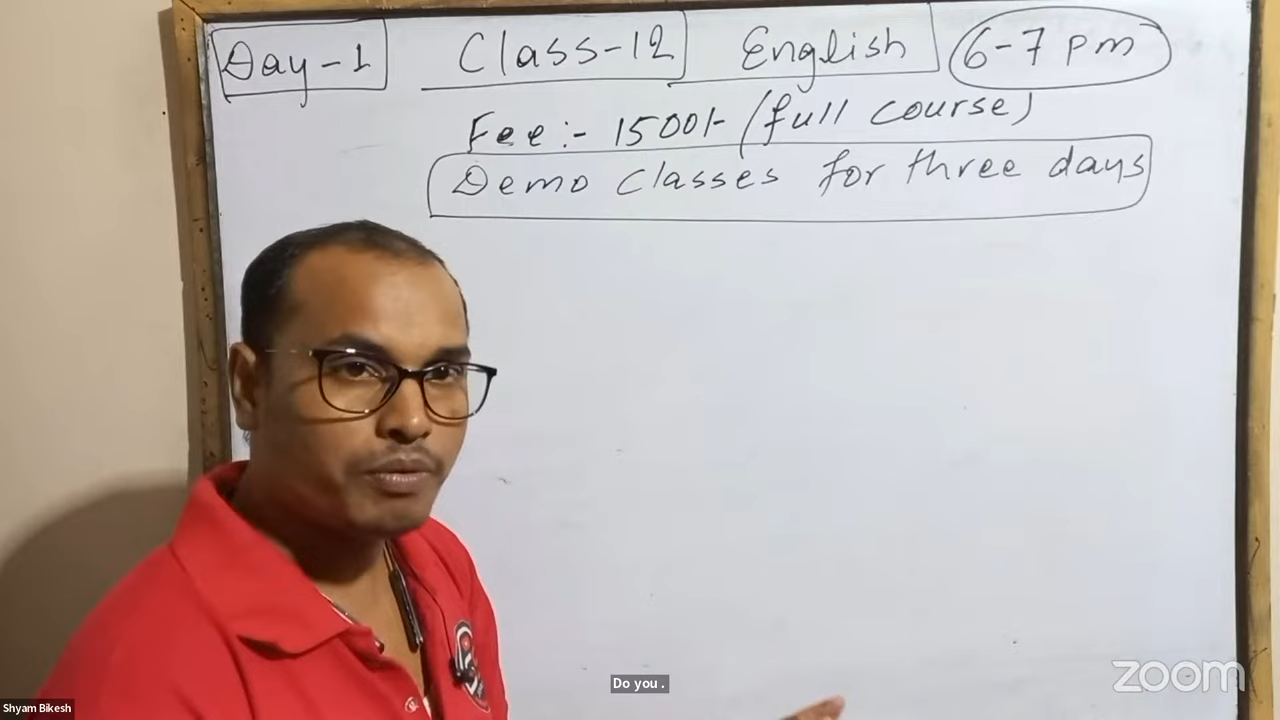 Day-1 Class-12 English 6-7 pm
Fee:- 1500/- (full course)
Demo classes for three days
Do you .
Shyam Bikesh
zoom